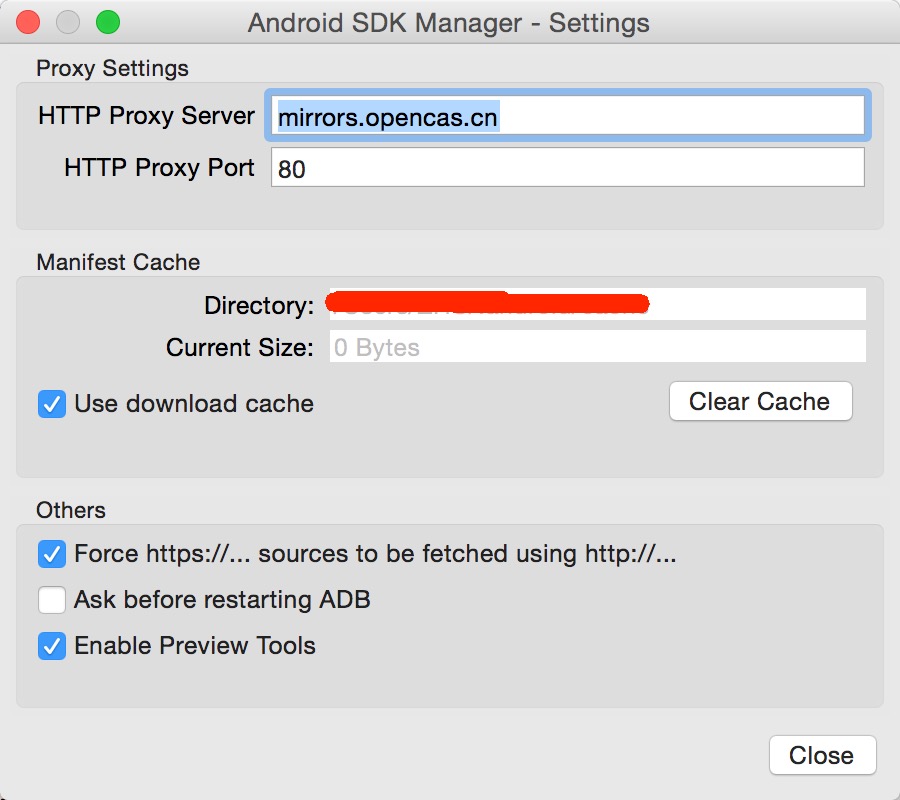 Android SDK Manager - Settings
Proxy Settings
HTTP Proxy Server mirrors.opencas.cn
HTTP Proxy Port 80
Manifest Cache
Directory:
Current Size: 0 Bytes
Use download cache Clear Cache
Others
Force https://... sources to be fetched using http://...
Ask before restarting ADB
Enable Preview Tools
Close